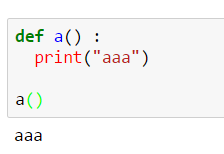 def a() :
  print("aaa")
a()
aaa